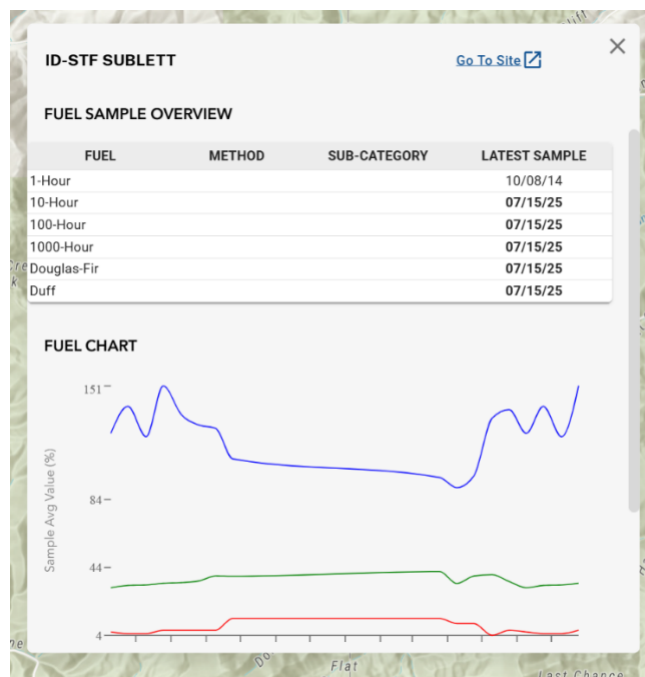 ID-STF SUBLETT
Go To Site
FUEL SAMPLE OVERVIEW
FUEL METHOD SUB-CATEGORY LATEST SAMPLE
1-Hour 10/08/14
10-Hour 07/15/25
100-Hour 07/15/25
1000-Hour 07/15/25
Douglas-Fir 07/15/25
Duff 07/15/25
FUEL CHART
151
84
44
4
Sample Avg Value (%)
Flat
Last Chance